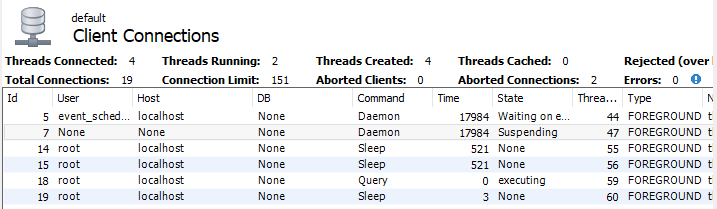 default
Client Connections
Threads Connected: 4 Threads Running: 2 Threads Created: 4 Threads Cached: 0 Rejected (over
Total Connections: 19 Connection Limit: 151 Aborted Clients: 0 Aborted Connections: 2 Errors: 0
Id User Host DB Command Time State Threa... Type N
5 event_sched... localhost None Daemon 17984 Waiting on e... 44 FOREGROUND
7 None None None Daemon 17984 Suspending 47 FOREGROUND
14 root localhost None Sleep 521 None 55 FOREGROUND
15 root localhost None Sleep 521 None 56 FOREGROUND
18 root localhost None Query 0 executing 59 FOREGROUND
19 root localhost None Sleep 3 None 60 FOREGROUND